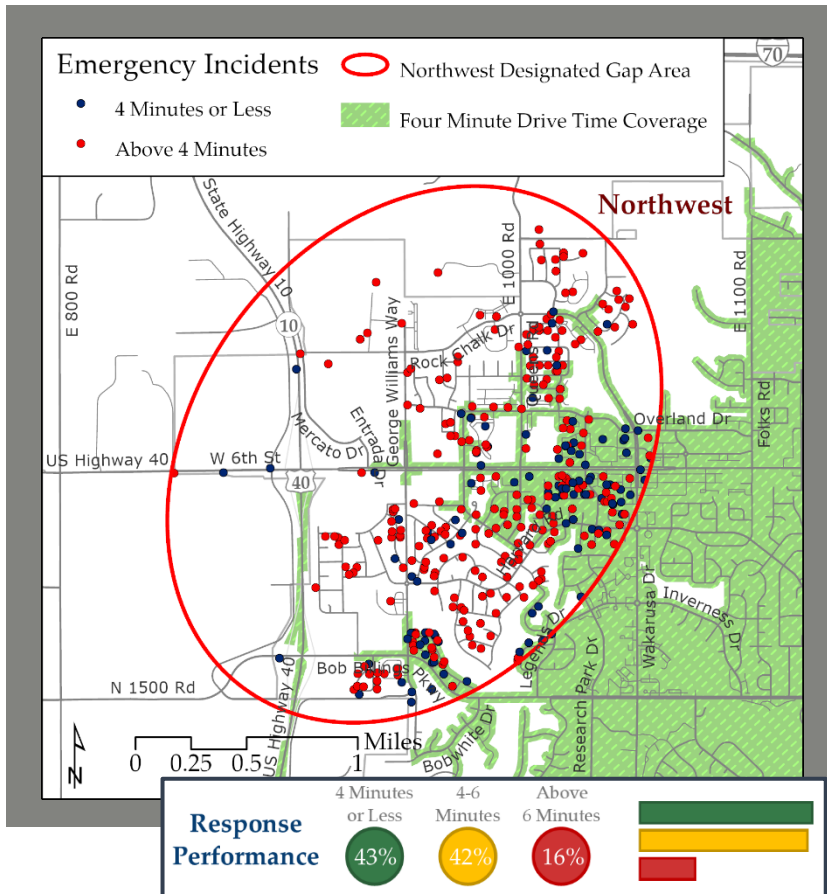 Emergency Incidents
4 Minutes or Less
Above 4 Minutes
Northwest Designated Gap Area
Four Minute Drive Time Coverage
70
Northwest
State Highway 10
E 800 Rd
E 1000 Rd
E 1100 Rd
10
George Williams Way
Rock Chalk Dr
Queens Rd
Folks Rd
Mercato Dr
Entrada Dr
Overland Dr
US Highway 40
W 6th St
40
Harvard Rd
Wakarusa Dr
Inverness Dr
Legends Dr
Research Park Dr
Bob Billings Pkwy
N 1500 Rd
US Highway 40
Bobwhite Dr
Miles
0 0.25 0.5 1
N
Response
Performance
4 Minutes
or Less
43%
4-6
Minutes
42%
Above
6 Minutes
16%